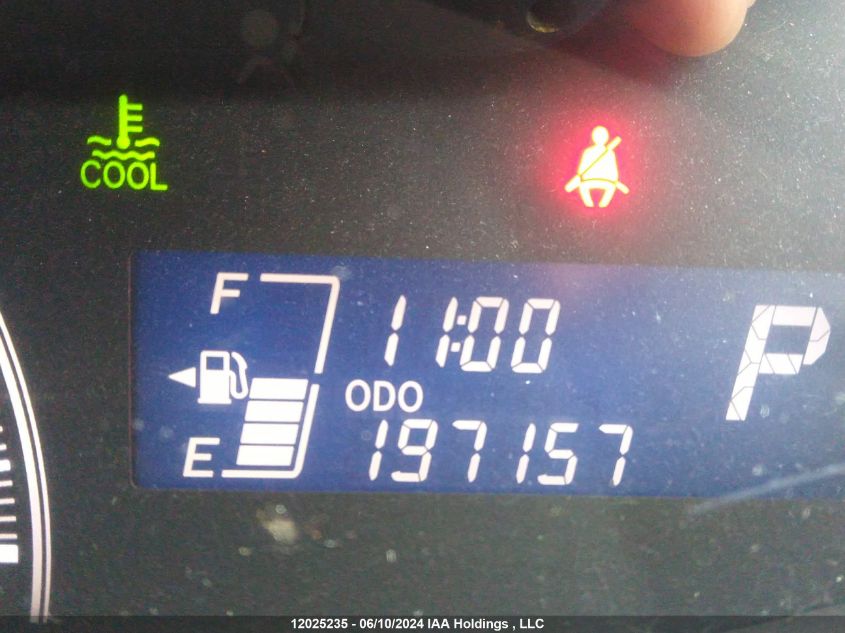 COOL
F
11:00
P
ODO
E
197157
12025235 - 06/10/2024 IAA Holdings , LLC